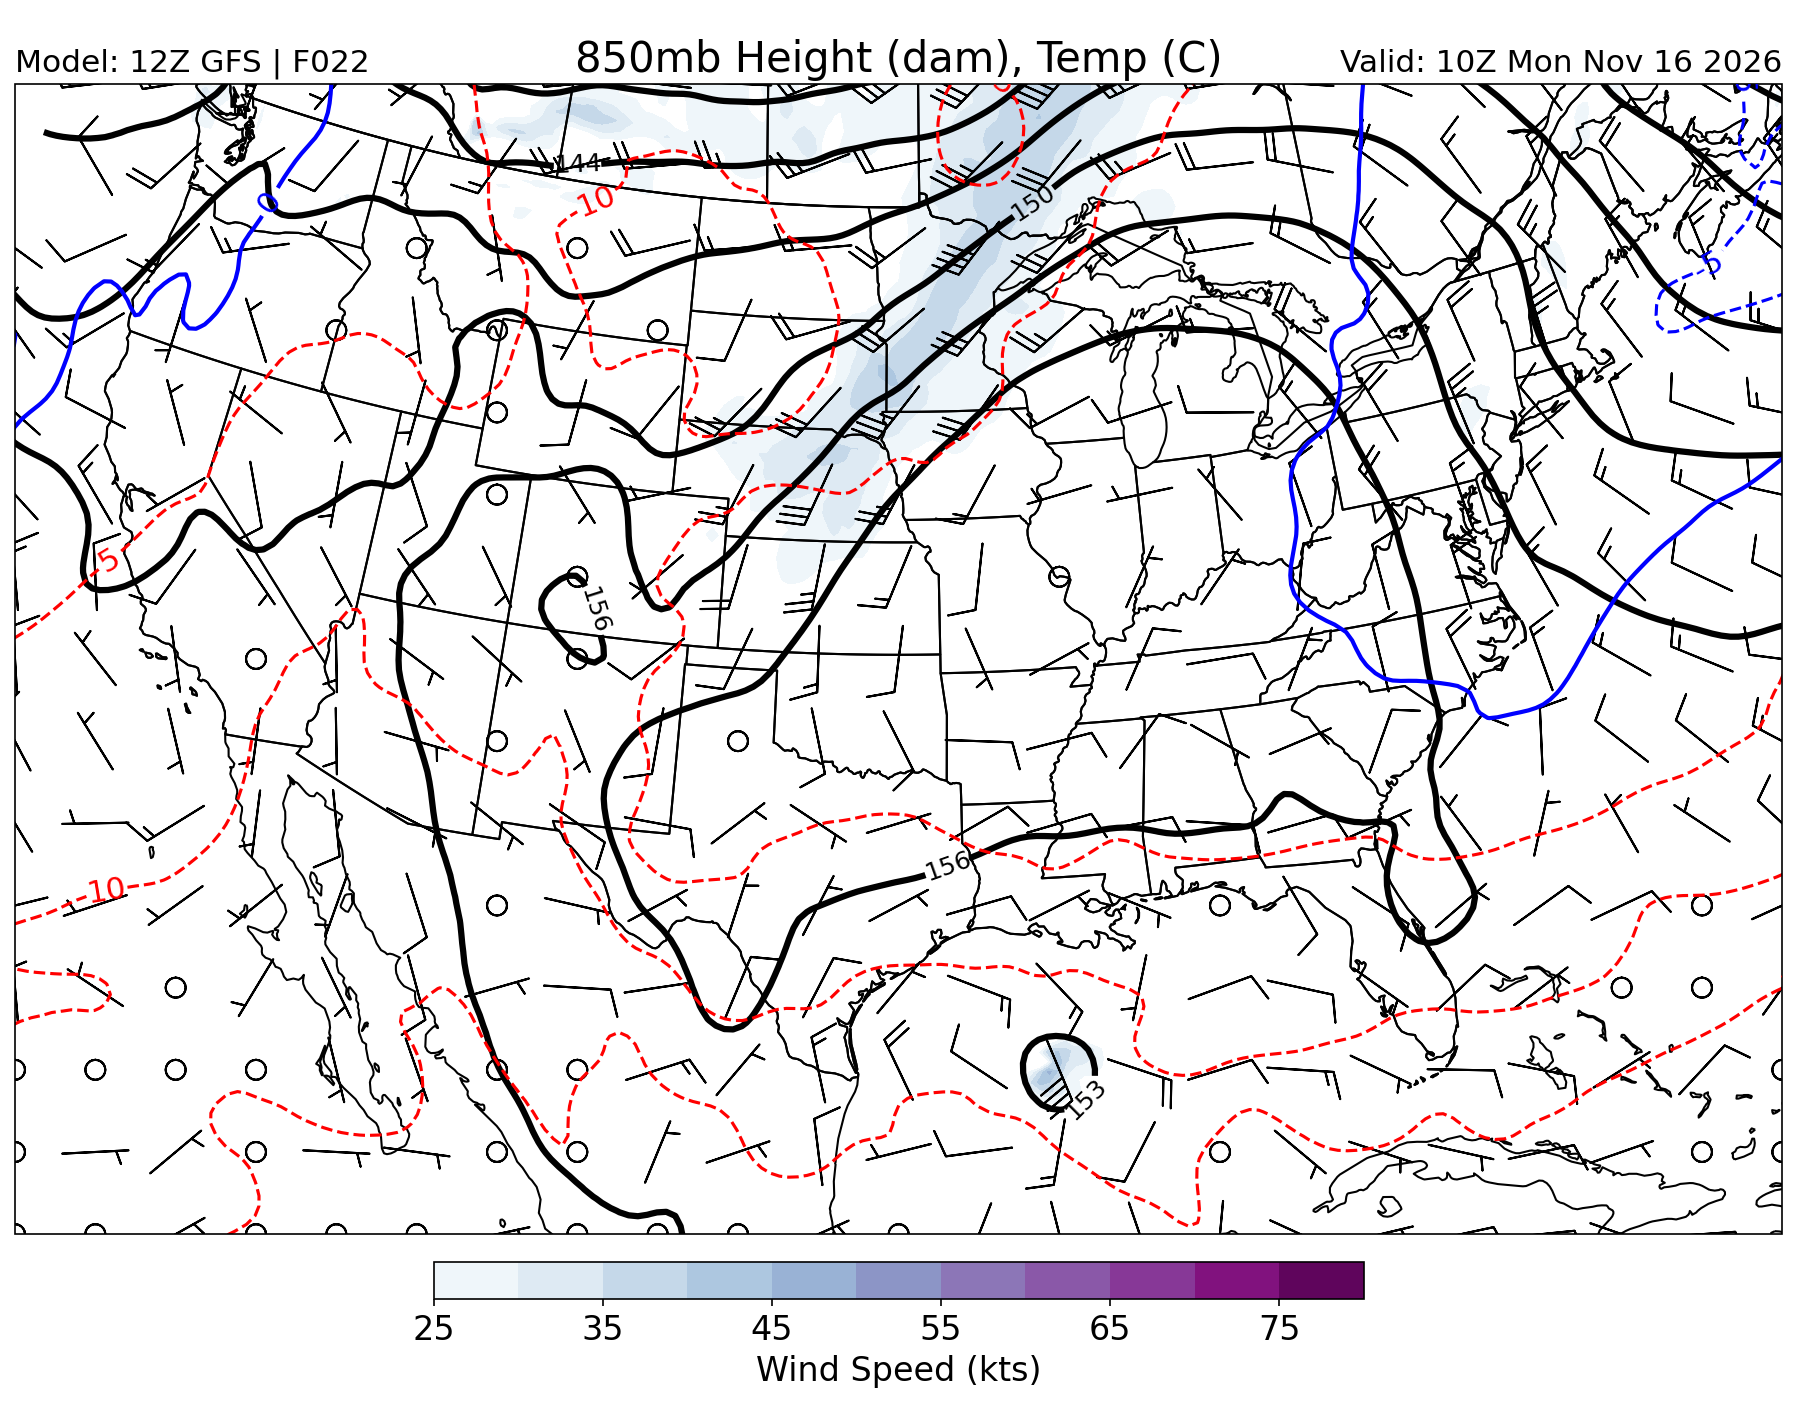 Model: 12Z GFS | F022
850mb Height (dam), Temp (C)
Valid: 10Z Mon Nov 16 2026
144
10
150
0
5
5
156
156
10
153
25 35 45 55 65 75
Wind Speed (kts)